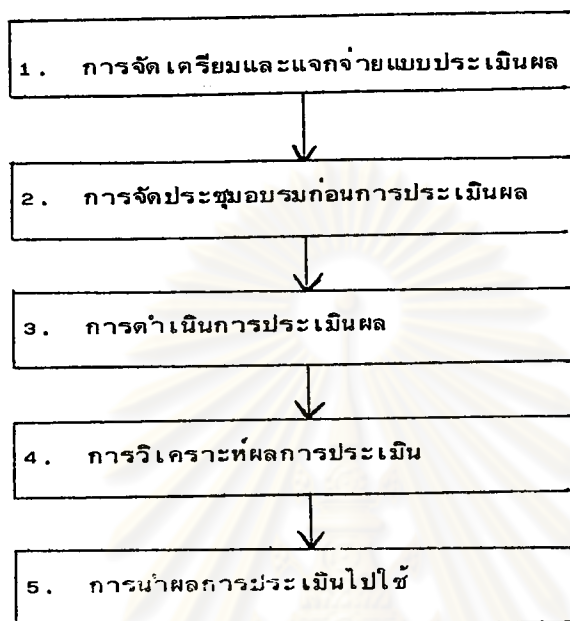 1. การจัดเตรียมและแจกจ่ายแบบประเมินผล
2. การจัดประชุมอบรมก่อนการประเมินผล
3. การดำเนินการประเมินผล
4. การวิเคราะห์ผลการประเมิน
5. การนำผลการประเมินไปใช้